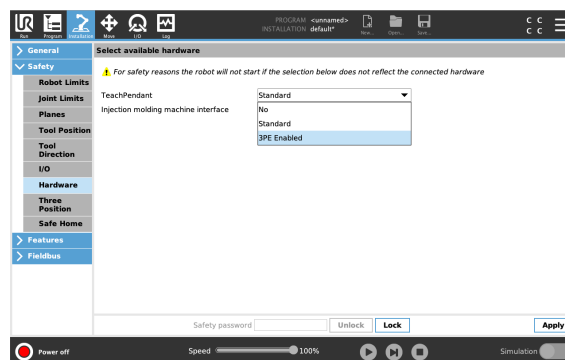 UR
PROGRAM <unnamed>
INSTALLATION default*
Run Program Installation Move I/O Log New... Open... Save...
C C
C C
General
Select available hardware
Safety
For safety reasons the robot will not start if the selection below does not reflect the connected hardware
Robot Limits
TeachPendant Standard
Joint Limits
Injection molding machine interface
No
Planes
Standard
Tool Position
3PE Enabled
Tool
Direction
I/O
Hardware
Three
Position
Safe Home
Features
Fieldbus
Safety password Unlock Lock Apply
Power off Speed 100% Simulation